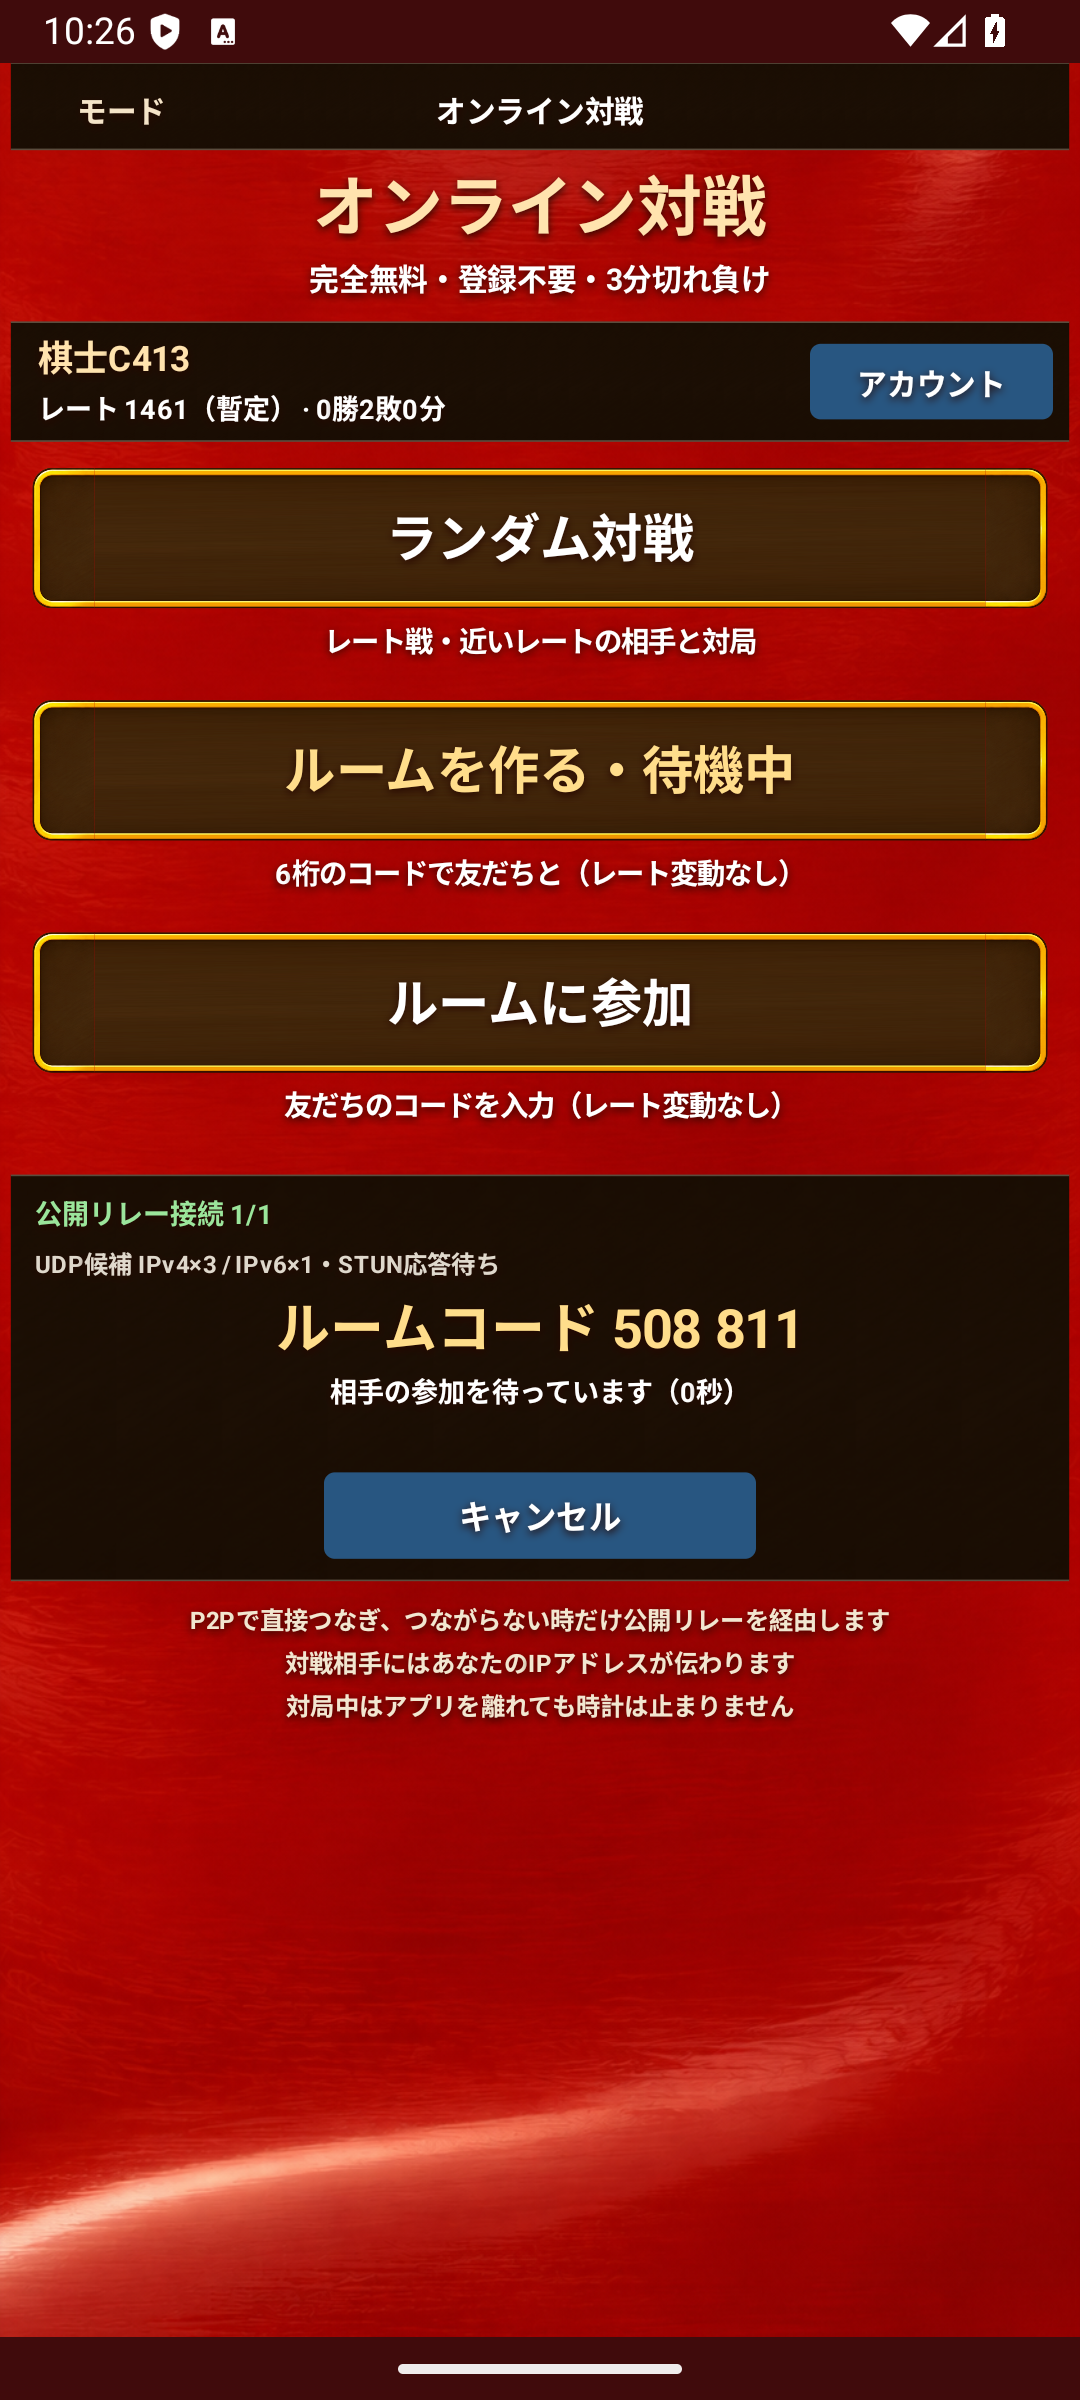 10:26
モード
オンライン対戦
オンライン対戦
完全無料・登録不要・3分切れ負け
棋士C413
レート 1461（暫定） · 0勝2敗0分
アカウント
ランダム対戦
レート戦・近いレートの相手と対局
ルームを作る・待機中
6桁のコードで友だちと（レート変動なし）
ルームに参加
友だちのコードを入力（レート変動なし）
公開リレー接続 1/1
UDP候補 IPv4×3 / IPv6×1・STUN応答待ち
ルームコード 508 811
相手の参加を待っています（0秒）
キャンセル
P2Pで直接つなぎ、つながらない時だけ公開リレーを経由します
対戦相手にはあなたのIPアドレスが伝わります
対局中はアプリを離れても時計は止まりません